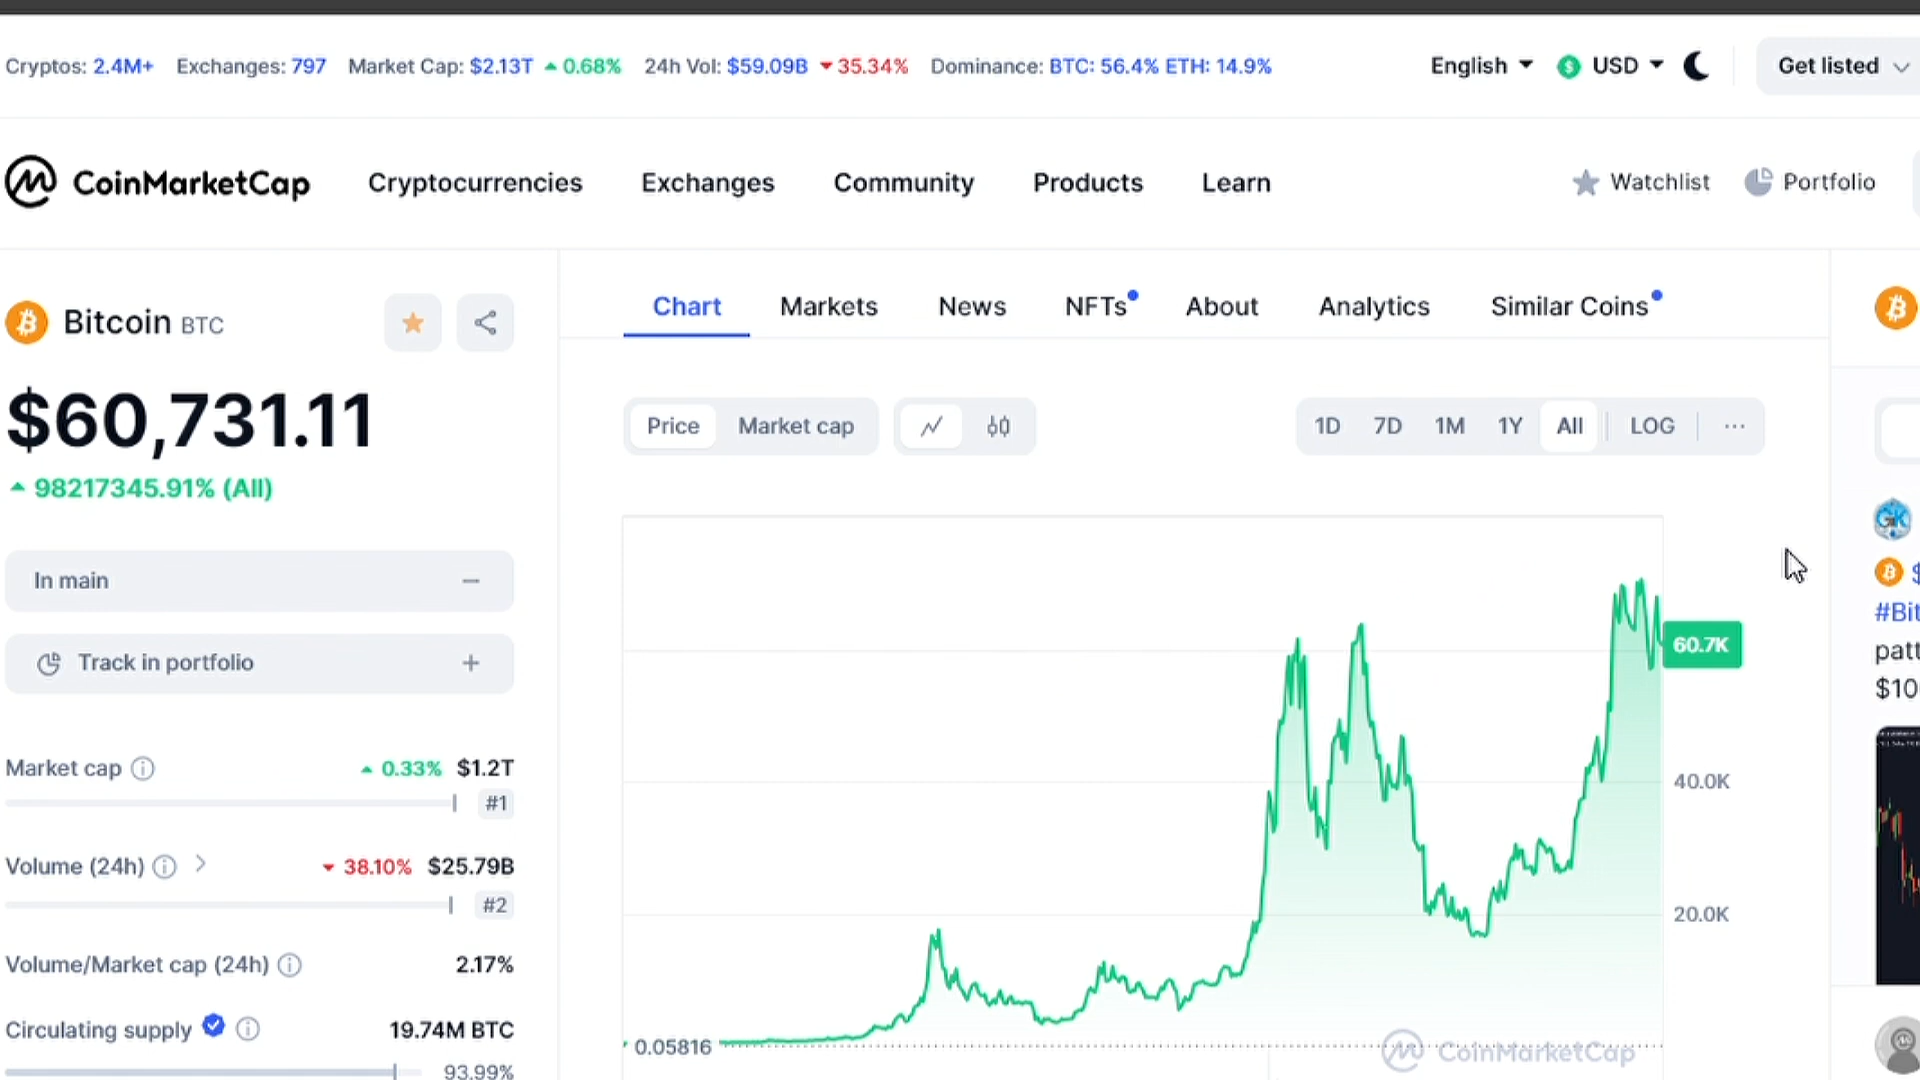 Cryptos: 2.4M+ Exchanges: 797 Market Cap: $2.13T 0.68% 24h Vol: $59.09B 35.34% Dominance: BTC: 56.4% ETH: 14.9% English USD Get listed
CoinMarketCap Cryptocurrencies Exchanges Community Products Learn Watchlist Portfolio
Bitcoin BTC
$60,731.11
98217345.91% (All)
In main
Track in portfolio
Market cap 0.33% $1.2T
#1
Volume (24h) 38.10% $25.79B
#2
Volume/Market cap (24h) 2.17%
Circulating supply 19.74M BTC
93.99%
Chart Markets News NFTs About Analytics Similar Coins
Price Market cap 1D 7D 1M 1Y All LOG ...
60.7K
40.0K
20.0K
0.05816
CoinMarketCap
$
#Bit
patt
$10